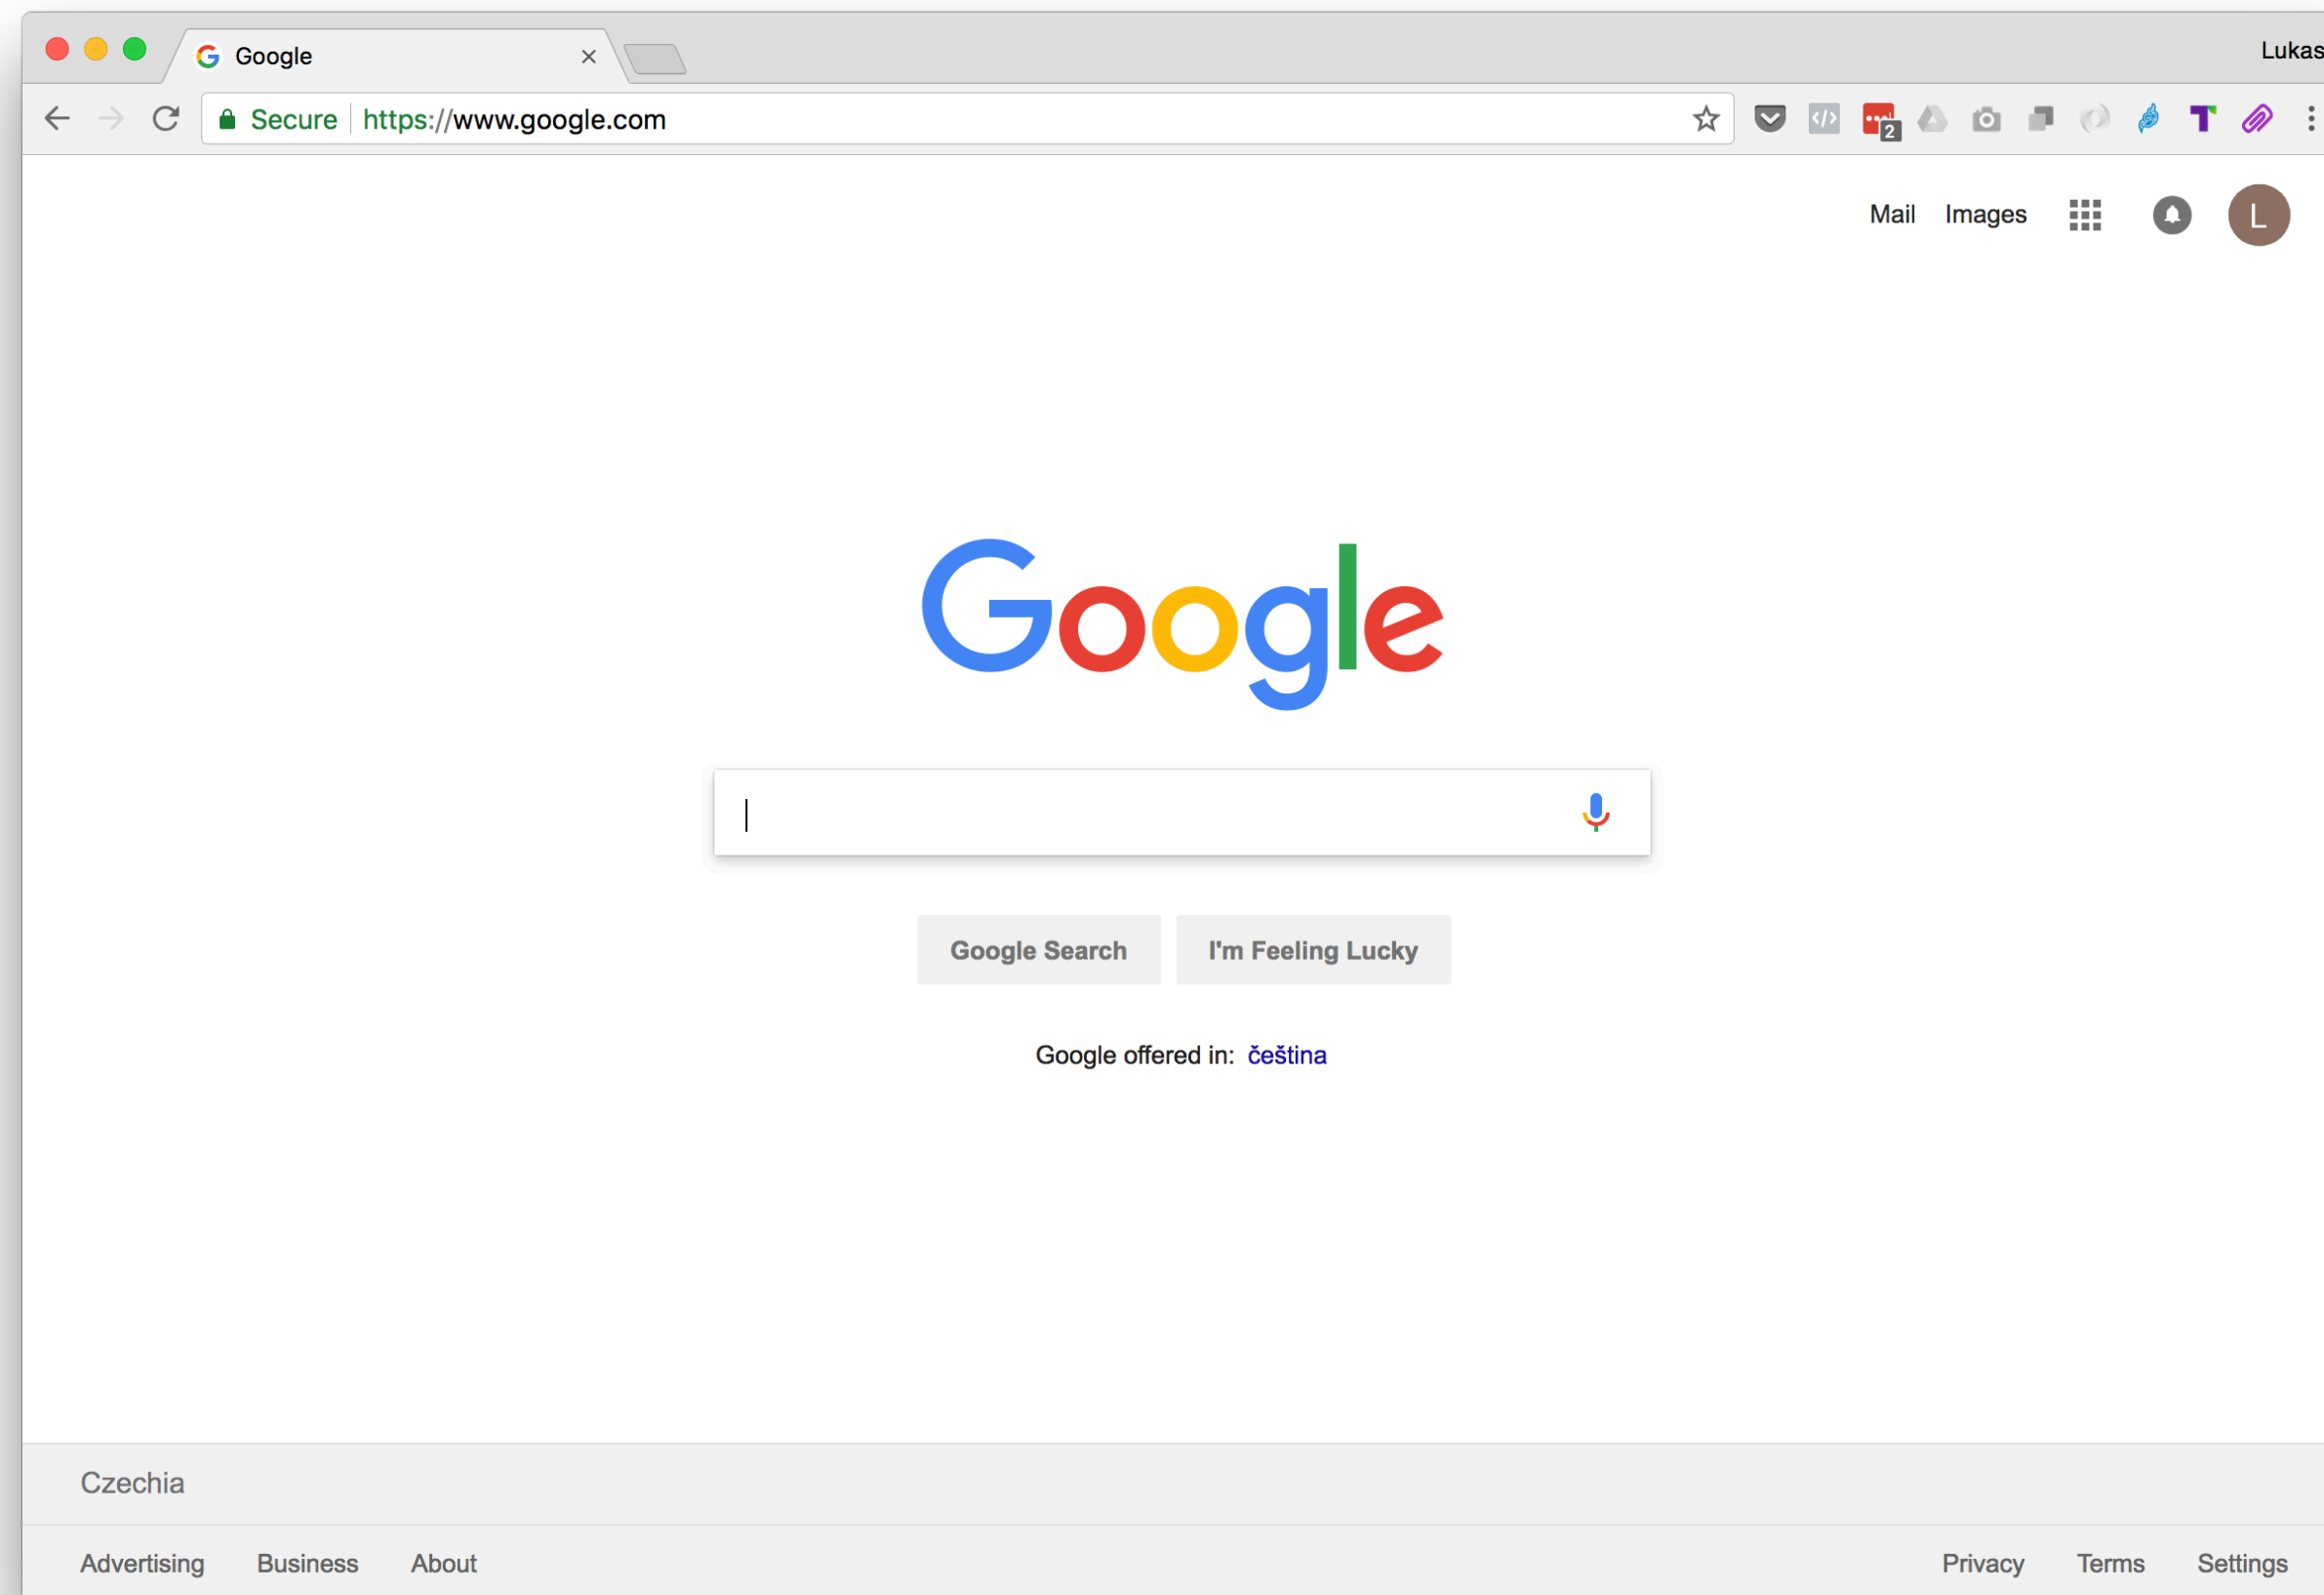 Google
Lukas
Secure https://www.google.com
2
Mail Images L
Google
Google Search I'm Feeling Lucky
Google offered in: čeština
Czechia
Advertising Business About Privacy Terms Settings